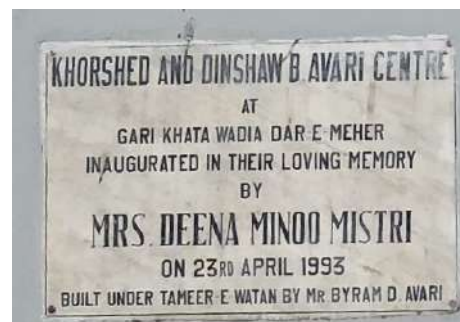 KHORSHED AND DINSHAW B. AVARI CENTRE
AT
GARI KHATA WADIA DAR-E-MEHER
INAUGURATED IN THEIR LOVING MEMORY
BY
MRS. DEENA MINOO MISTRI
ON 23RD APRIL 1993
BUILT UNDER TAMEER-E-WATAN BY MR BYRAM D. AVARI